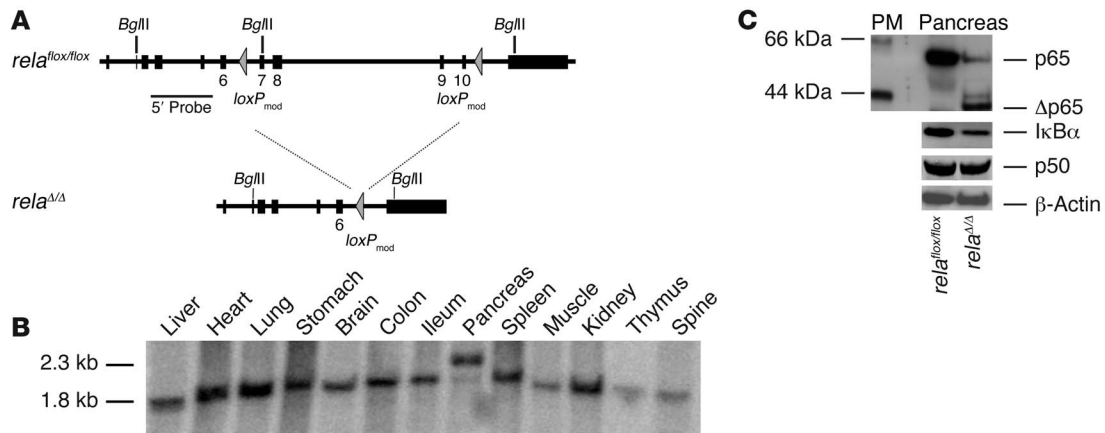 A
BglII BglII BglII
rela^flox/flox
6 7 8 9 10
5′ Probe
loxP_mod loxP_mod
BglII BglII
rela^Δ/Δ
6
loxP_mod
B
Liver Heart Lung Stomach Brain Colon Ileum Pancreas Spleen Muscle Kidney Thymus Spine
2.3 kb
1.8 kb
C
PM Pancreas
66 kDa
p65
44 kDa
Δp65
IκBα
p50
β-Actin
rela^flox/flox
rela^Δ/Δ